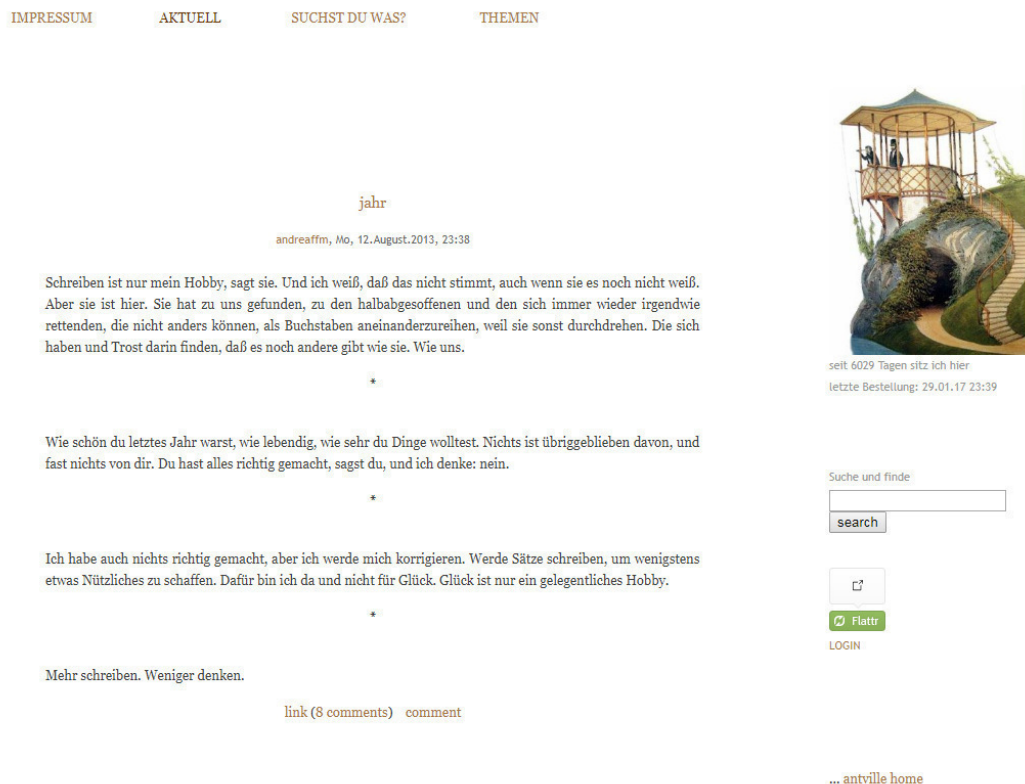 IMPRESSUM AKTUELL SUCHST DU WAS? THEMEN
jahr
andreaffm, Mo, 12.August.2013, 23:38
Schreiben ist nur mein Hobby, sagt sie. Und ich weiß, daß das nicht stimmt, auch wenn sie es noch nicht weiß.
Aber sie ist hier. Sie hat zu uns gefunden, zu den halbabgesoffenen und den sich immer wieder irgendwie
rettenden, die nicht anders können, als Buchstaben aneinanderzureihen, weil sie sonst durchdrehen. Die sich
haben und Trost darin finden, daß es noch andere gibt wie sie. Wie uns.
*
Wie schön du letztes Jahr warst, wie lebendig, wie sehr du Dinge wolltest. Nichts ist übriggeblieben davon, und
fast nichts von dir. Du hast alles richtig gemacht, sagst du, und ich denke: nein.
*
Ich habe auch nichts richtig gemacht, aber ich werde mich korrigieren. Werde Sätze schreiben, um wenigstens
etwas Nützliches zu schaffen. Dafür bin ich da und nicht für Glück. Glück ist nur ein gelegentliches Hobby.
*
Mehr schreiben. Weniger denken.
link (8 comments) comment
seit 6029 Tagen sitz ich hier
letzte Bestellung: 29.01.17 23:39
Suche und finde
search
Flattr
LOGIN
... antville home